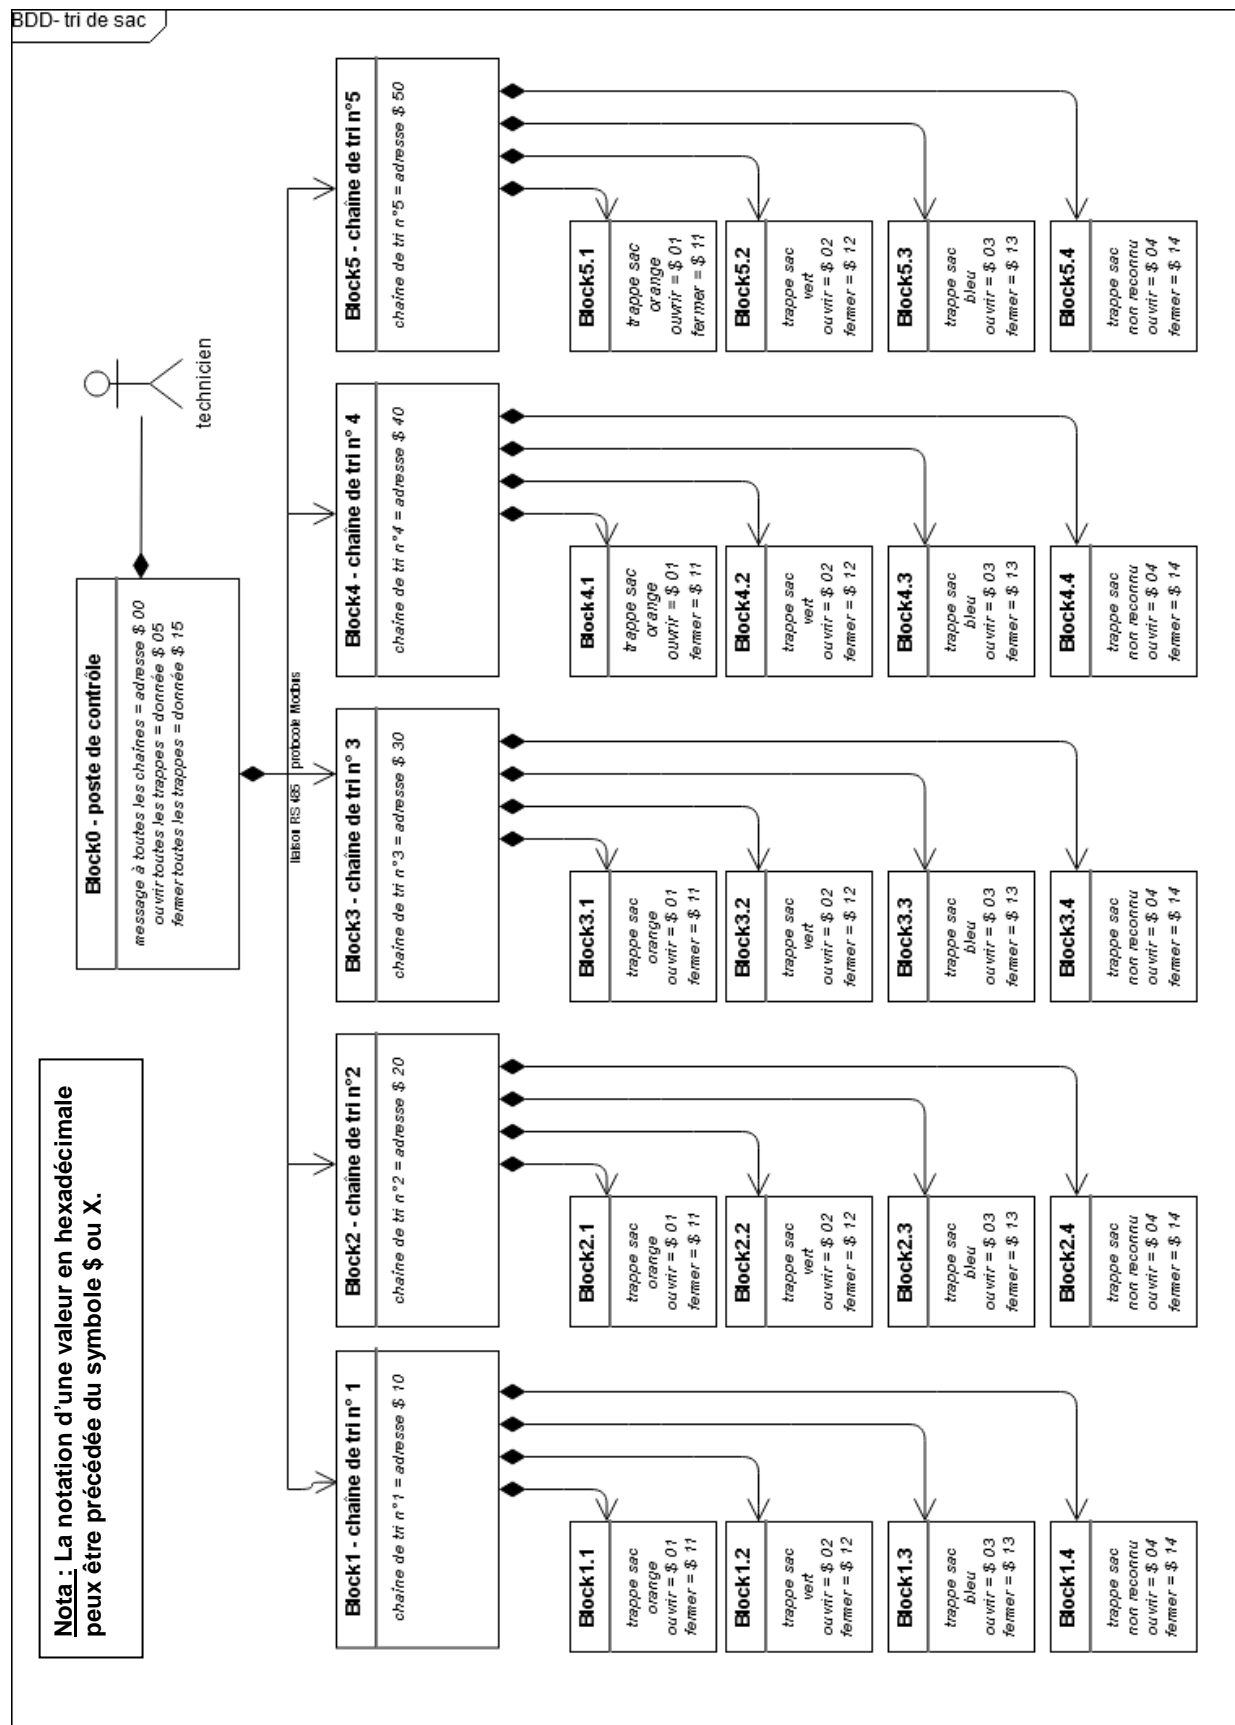 BDD- tri de sac
Nota : La notation d'une valeur en hexadécimale
peux être précédée du symbole $ ou X.
technicien
Block0 - poste de contrôle
message à toutes les chaînes = adresse $ 00
ouvrir toutes les trappes = donnée $ 05
fermer toutes les trappes = donnée $ 15
liaison RS 485 protocole Modbus
Block1 - chaîne de tri n° 1
chaîne de tri n°1 = adresse $ 10
Block1.1
trappe sac
orange
ouvrir = $ 01
fermer = $ 11
Block1.2
trappe sac
vert
ouvrir = $ 02
fermer = $ 12
Block1.3
trappe sac
bleu
ouvrir = $ 03
fermer = $ 13
Block1.4
trappe sac
non reconnu
ouvrir = $ 04
fermer = $ 14
Block2 - chaîne de tri n°2
chaîne de tri n°2 = adresse $ 20
Block2.1
trappe sac
orange
ouvrir = $ 01
fermer = $ 11
Block2.2
trappe sac
vert
ouvrir = $ 02
fermer = $ 12
Block2.3
trappe sac
bleu
ouvrir = $ 03
fermer = $ 13
Block2.4
trappe sac
non reconnu
ouvrir = $ 04
fermer = $ 14
Block3 - chaîne de tri n° 3
chaîne de tri n°3 = adresse $ 30
Block3.1
trappe sac
orange
ouvrir = $ 01
fermer = $ 11
Block3.2
trappe sac
vert
ouvrir = $ 02
fermer = $ 12
Block3.3
trappe sac
bleu
ouvrir = $ 03
fermer = $ 13
Block3.4
trappe sac
non reconnu
ouvrir = $ 04
fermer = $ 14
Block4 - chaîne de tri n° 4
chaîne de tri n°4 = adresse $ 40
Block4.1
trappe sac
orange
ouvrir = $ 01
fermer = $ 11
Block4.2
trappe sac
vert
ouvrir = $ 02
fermer = $ 12
Block4.3
trappe sac
bleu
ouvrir = $ 03
fermer = $ 13
Block4.4
trappe sac
non reconnu
ouvrir = $ 04
fermer = $ 14
Block5 - chaîne de tri n°5
chaîne de tri n°5 = adresse $ 50
Block5.1
trappe sac
orange
ouvrir = $ 01
fermer = $ 11
Block5.2
trappe sac
vert
ouvrir = $ 02
fermer = $ 12
Block5.3
trappe sac
bleu
ouvrir = $ 03
fermer = $ 13
Block5.4
trappe sac
non reconnu
ouvrir = $ 04
fermer = $ 14